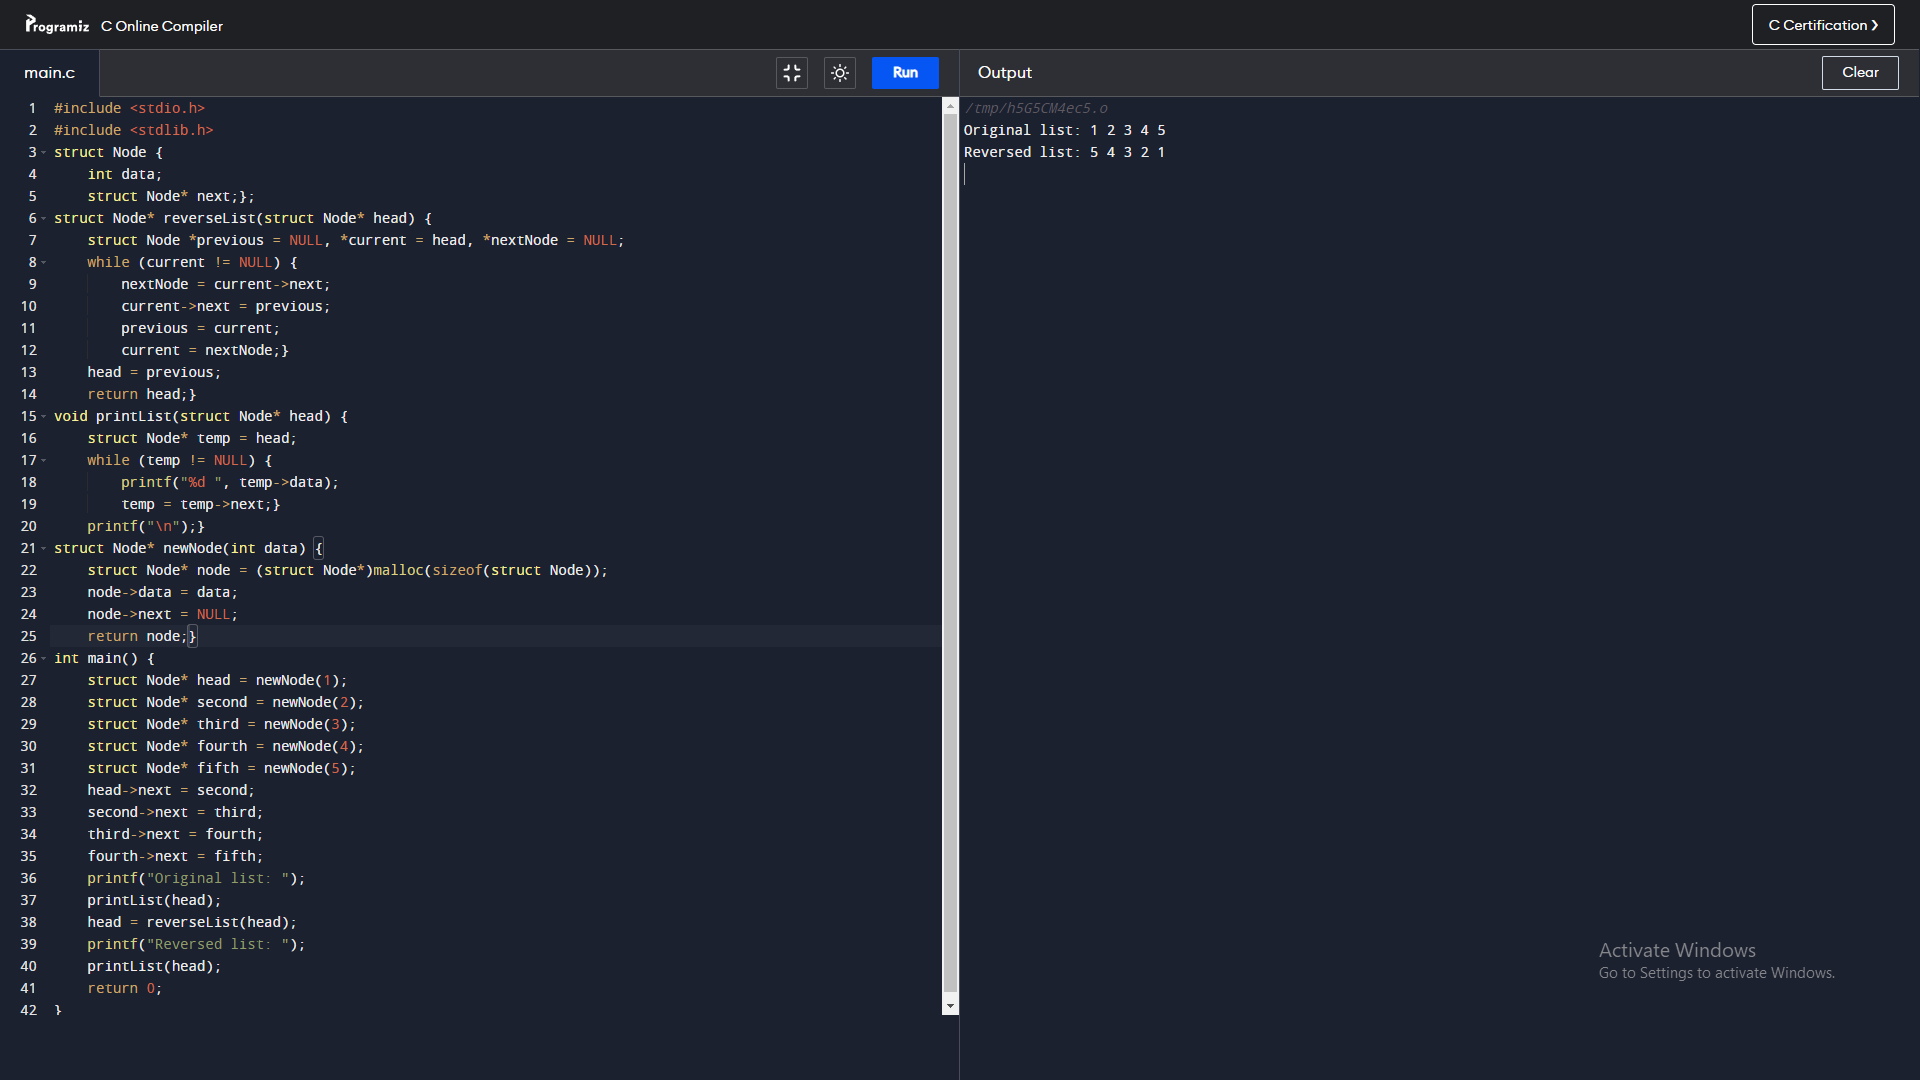 Programiz C Online Compiler
C Certification ❯
main.c
Run
Output
Clear
1 #include <stdio.h>
2 #include <stdlib.h>
3 struct Node {
4     int data;
5     struct Node* next;};
6 struct Node* reverseList(struct Node* head) {
7     struct Node *previous = NULL, *current = head, *nextNode = NULL;
8     while (current != NULL) {
9         nextNode = current->next;
10         current->next = previous;
11         previous = current;
12         current = nextNode;}
13     head = previous;
14     return head;}
15 void printList(struct Node* head) {
16     struct Node* temp = head;
17     while (temp != NULL) {
18         printf("%d ", temp->data);
19         temp = temp->next;}
20     printf("\n");}
21 struct Node* newNode(int data) {
22     struct Node* node = (struct Node*)malloc(sizeof(struct Node));
23     node->data = data;
24     node->next = NULL;
25     return node;}
26 int main() {
27     struct Node* head = newNode(1);
28     struct Node* second = newNode(2);
29     struct Node* third = newNode(3);
30     struct Node* fourth = newNode(4);
31     struct Node* fifth = newNode(5);
32     head->next = second;
33     second->next = third;
34     third->next = fourth;
35     fourth->next = fifth;
36     printf("Original list: ");
37     printList(head);
38     head = reverseList(head);
39     printf("Reversed list: ");
40     printList(head);
41     return 0;
42 }
/tmp/h5G5CM4ec5.o
Original list: 1 2 3 4 5
Reversed list: 5 4 3 2 1
Activate Windows
Go to Settings to activate Windows.